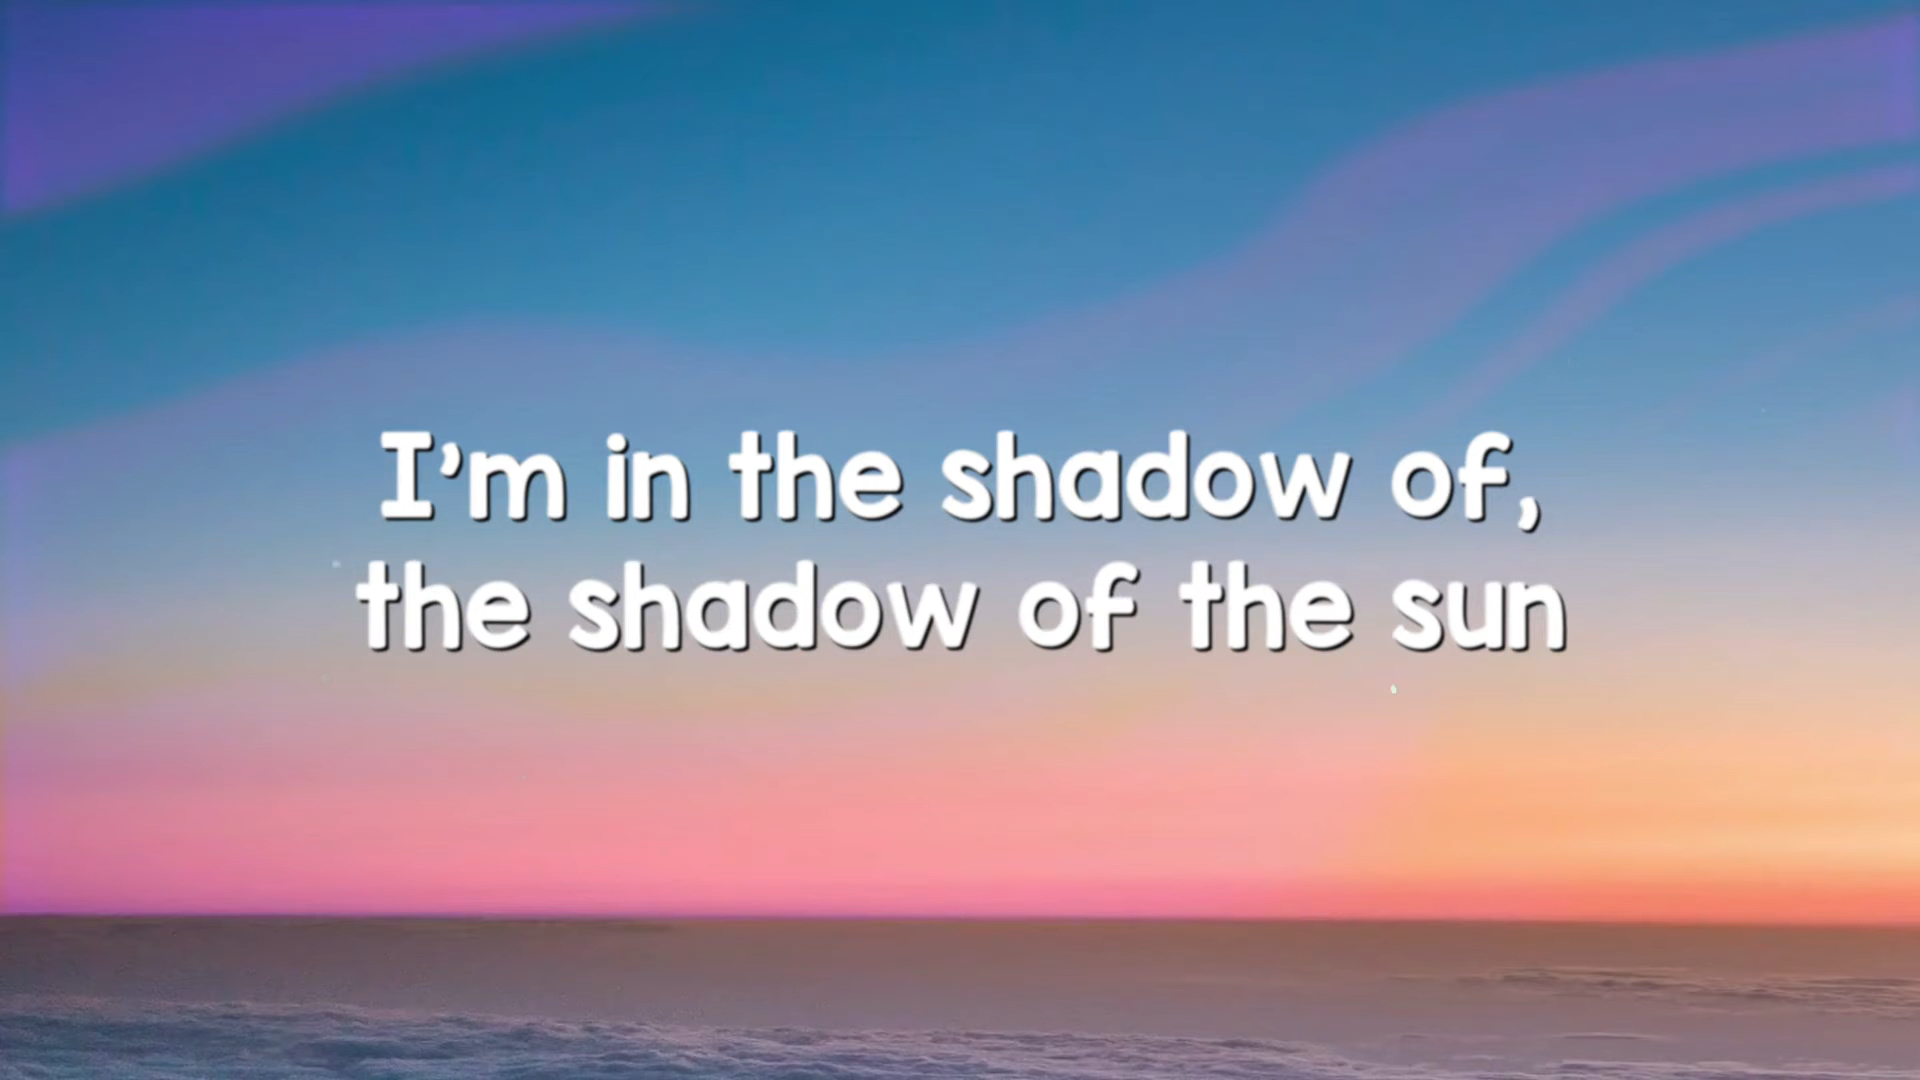 I'm in the shadow of,
the shadow of the sun